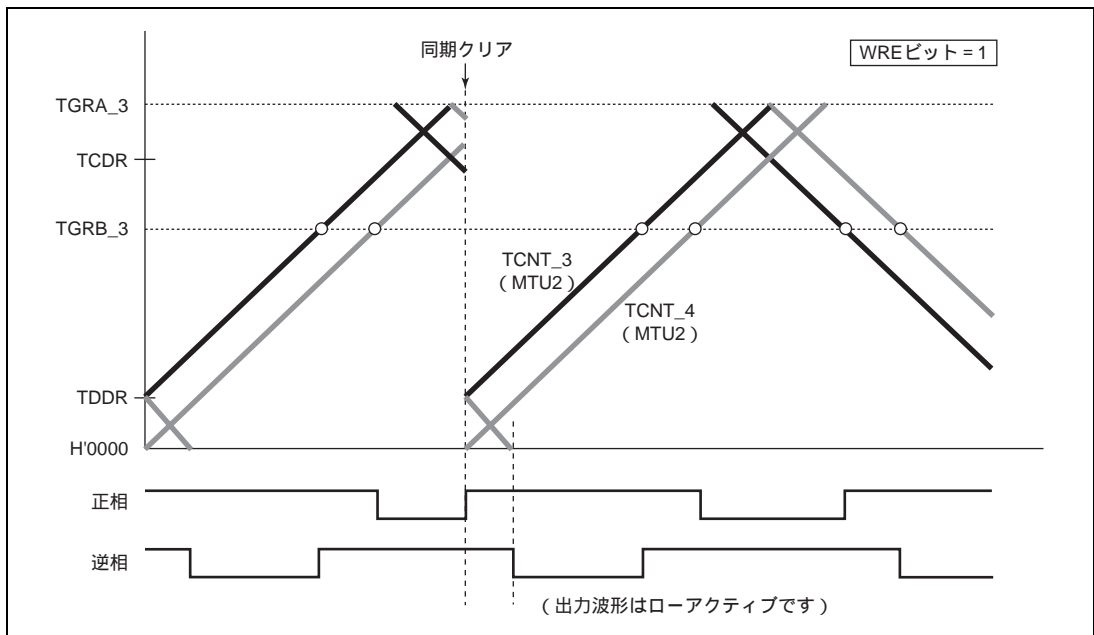 同期クリア
WREビット = 1
TGRA_3
TCDR
TGRB_3
TCNT_3
（MTU2）
TCNT_4
（MTU2）
TDDR
H'0000
正相
逆相
（出力波形はローアクティブです）